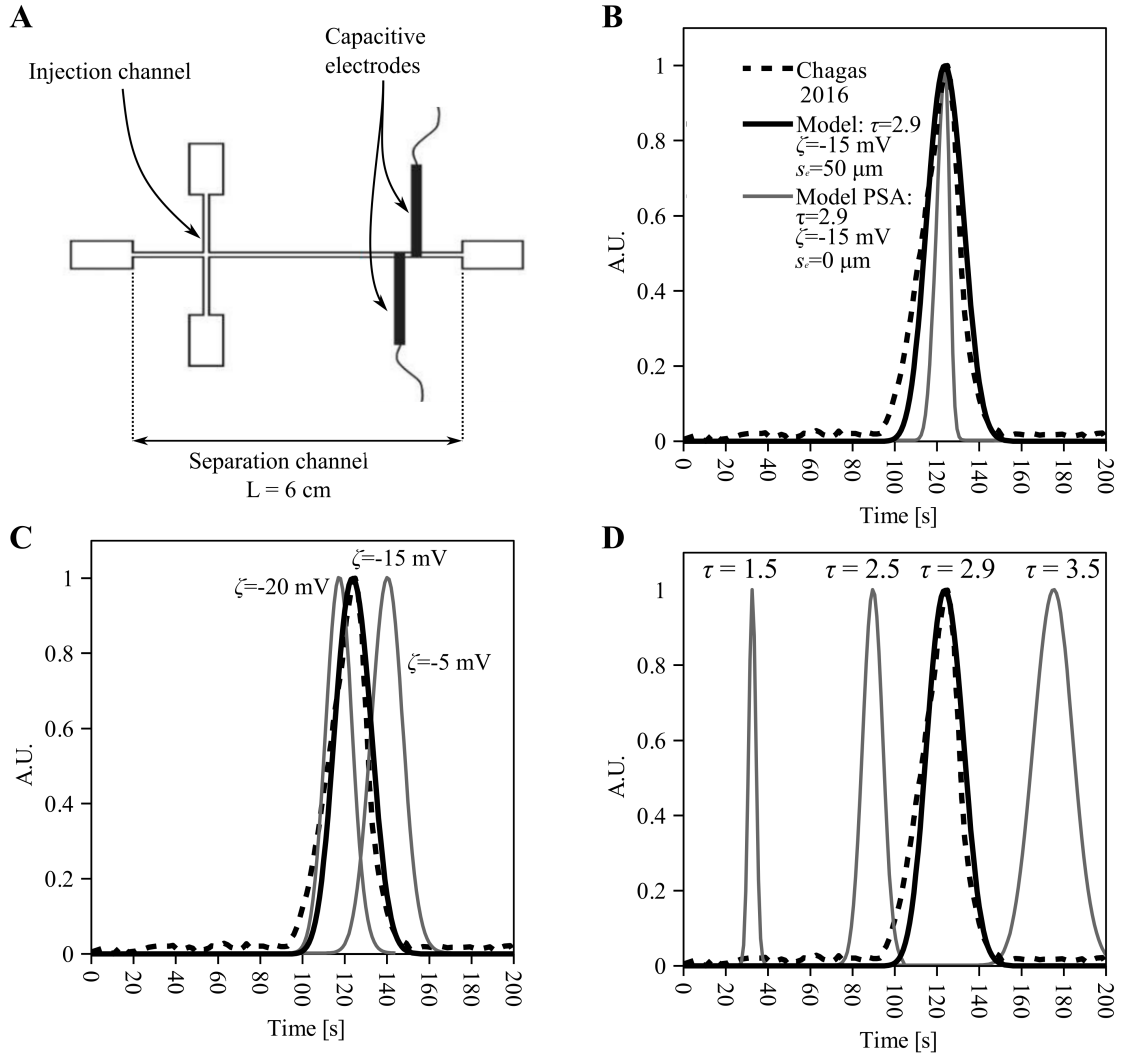 A
Injection channel
Capacitive
electrodes
Separation channel
L = 6 cm
B
A.U.
1
0.8
0.6
0.4
0.2
0
Chagas
2016
Model: τ=2.9
ζ=-15 mV
sₑ=50 μm
Model PSA:
τ=2.9
ζ=-15 mV
sₑ=0 μm
0 20 40 60 80 100 120 140 160 180 200
Time [s]
C
A.U.
1
0.8
0.6
0.4
0.2
0
ζ=-15 mV
ζ=-20 mV
ζ=-5 mV
0 20 40 60 80 100 120 140 160 180 200
Time [s]
D
A.U.
1
0.8
0.6
0.4
0.2
0
τ = 1.5 τ = 2.5 τ = 2.9 τ = 3.5
0 20 40 60 80 100 120 140 160 180 200
Time [s]